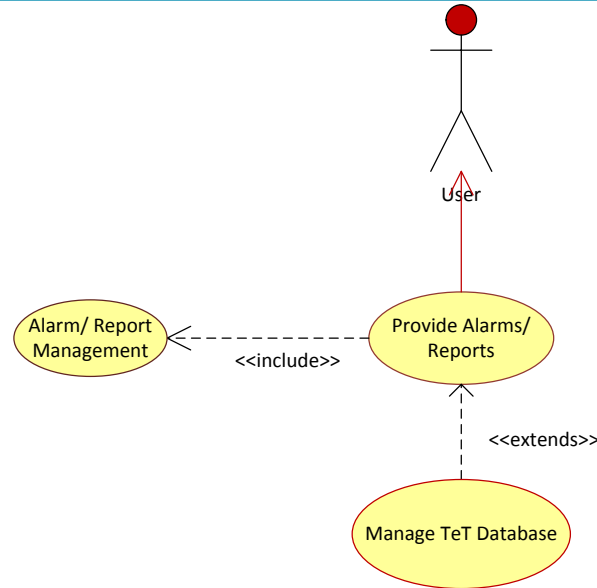 User
Alarm/ Report
Management
Provide Alarms/
Reports
<<include>>
<<extends>>
Manage TeT Database